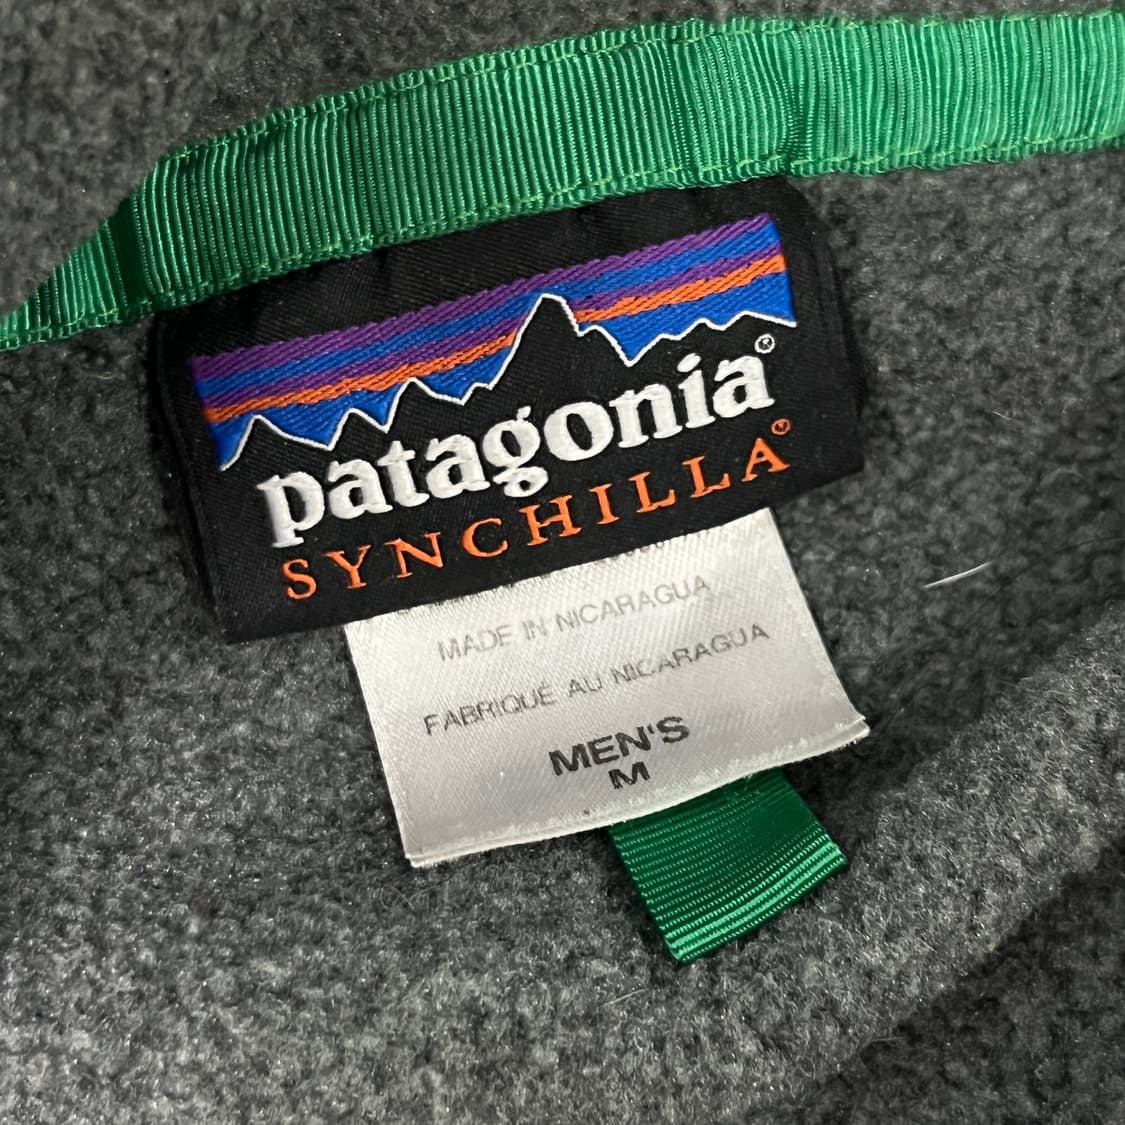 patagonia®
SYNCHILLA®
MADE IN NICARAGUA
FABRIQUÉ AU NICARAGUA
MEN'S
M